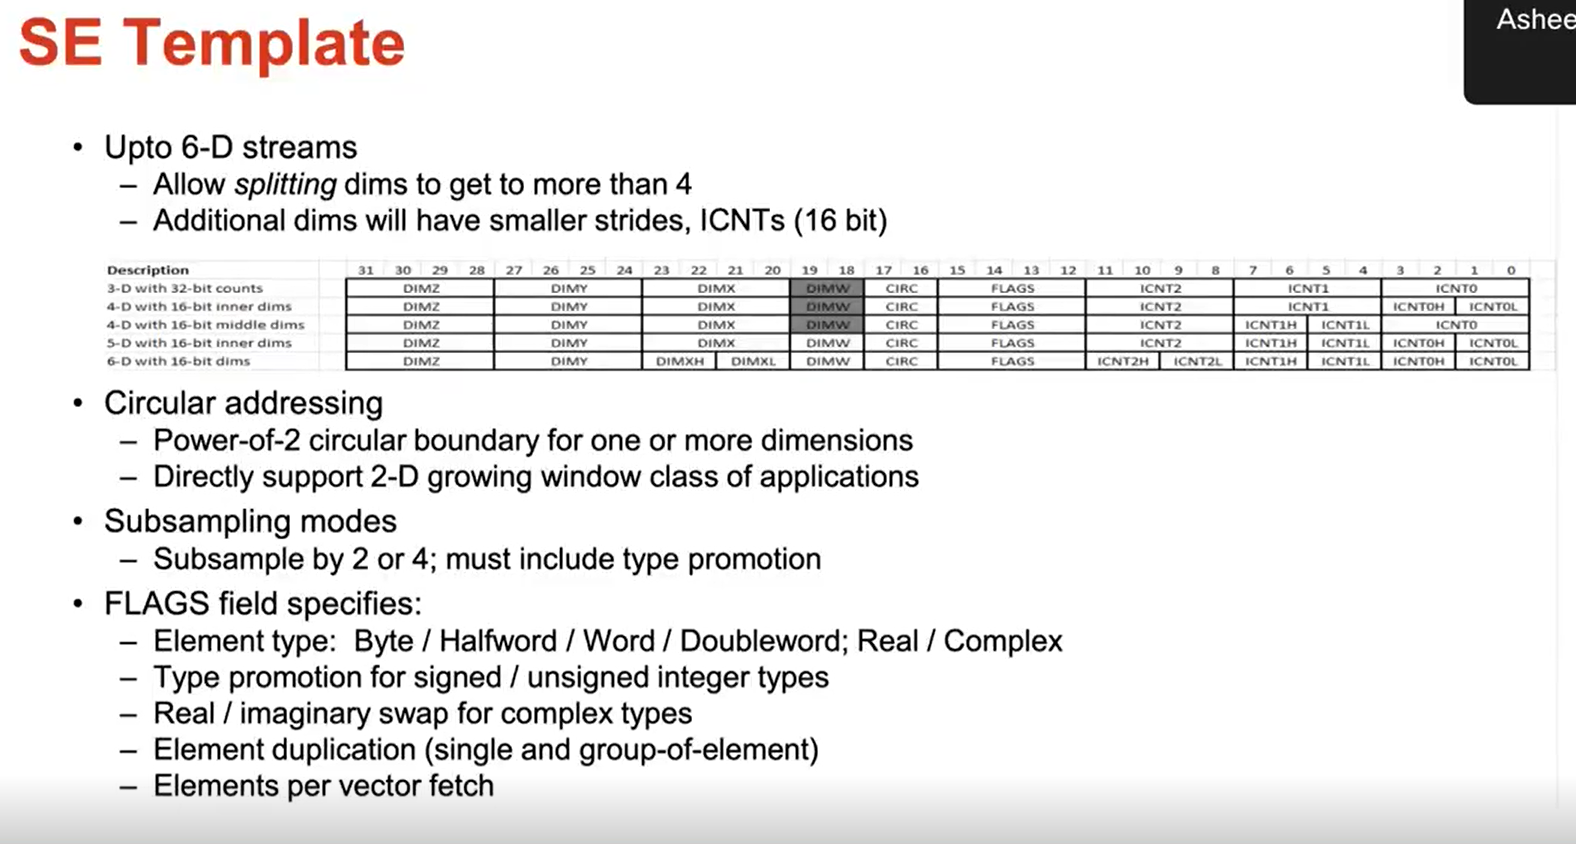 SE Template
Ashee
• Upto 6-D streams
– Allow splitting dims to get to more than 4
– Additional dims will have smaller strides, ICNTs (16 bit)
Description 31 30 29 28 27 26 25 24 23 22 21 20 19 18 17 16 15 14 13 12 11 10 9 8 7 6 5 4 3 2 1 0
3-D with 32-bit counts DIMZ DIMY DIMX DIMW CIRC FLAGS ICNT2 ICNT1 ICNT0
4-D with 16-bit inner dims DIMZ DIMY DIMX DIMW CIRC FLAGS ICNT2 ICNT1 ICNT0H ICNT0L
4-D with 16-bit middle dims DIMZ DIMY DIMX DIMW CIRC FLAGS ICNT2 ICNT1H ICNT1L ICNT0
5-D with 16-bit inner dims DIMZ DIMY DIMX DIMW CIRC FLAGS ICNT2 ICNT1H ICNT1L ICNT0H ICNT0L
6-D with 16-bit dims DIMZ DIMY DIMXH DIMXL DIMW CIRC FLAGS ICNT2H ICNT2L ICNT1H ICNT1L ICNT0H ICNT0L
• Circular addressing
– Power-of-2 circular boundary for one or more dimensions
– Directly support 2-D growing window class of applications
• Subsampling modes
– Subsample by 2 or 4; must include type promotion
• FLAGS field specifies:
– Element type: Byte / Halfword / Word / Doubleword; Real / Complex
– Type promotion for signed / unsigned integer types
– Real / imaginary swap for complex types
– Element duplication (single and group-of-element)
– Elements per vector fetch